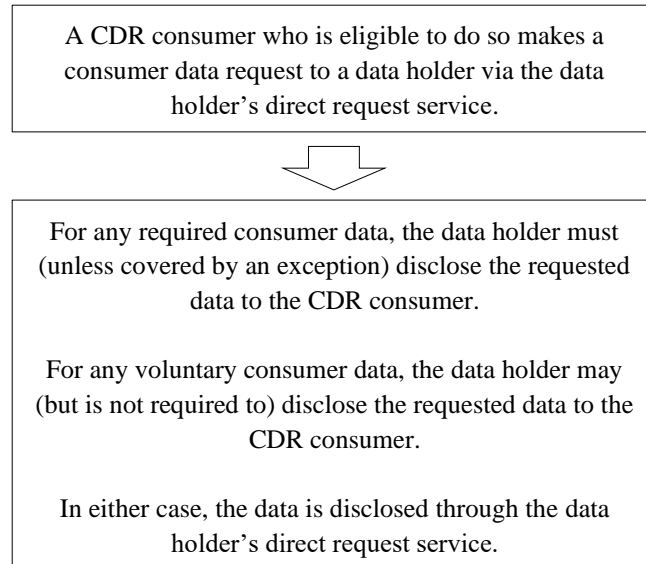 A CDR consumer who is eligible to do so makes a
consumer data request to a data holder via the data
holder’s direct request service.
For any required consumer data, the data holder must
(unless covered by an exception) disclose the requested
data to the CDR consumer.
For any voluntary consumer data, the data holder may
(but is not required to) disclose the requested data to the
CDR consumer.
In either case, the data is disclosed through the data
holder’s direct request service.